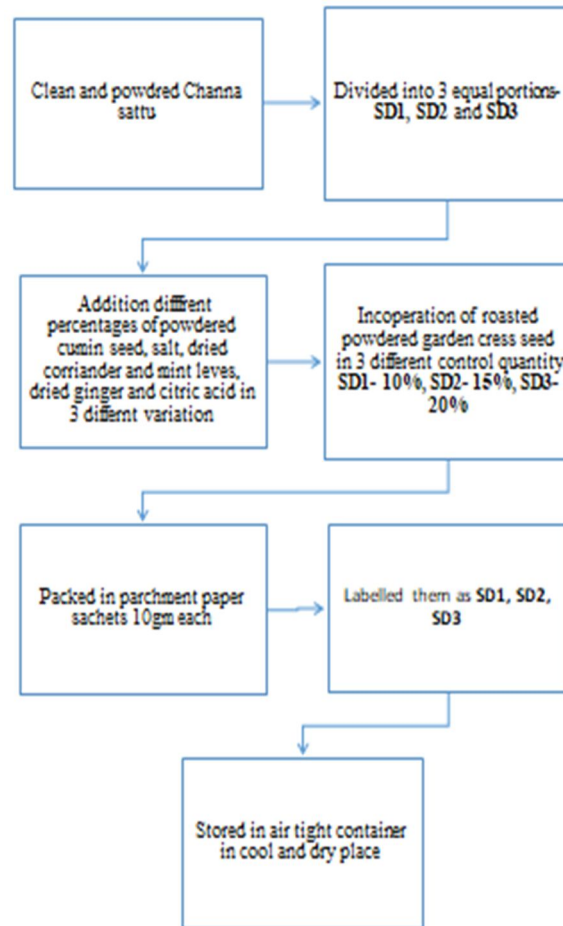 Clean and powdred Channa
sattu
Divided into 3 equal portions-
SD1, SD2 and SD3
Addition diffrent
percentages of powdered
cumin seed, salt, dried
corriander and mint leves,
dried ginger and citric acid in
3 differnt variation
Incoperation of roasted
powdered garden cress seed
in 3 different control quantity
SD1- 10%, SD2- 15%, SD3-
20%
Packed in parchment paper
sachets 10gm each
Labelled them as SD1, SD2,
SD3
Stored in air tight container
in cool and dry place